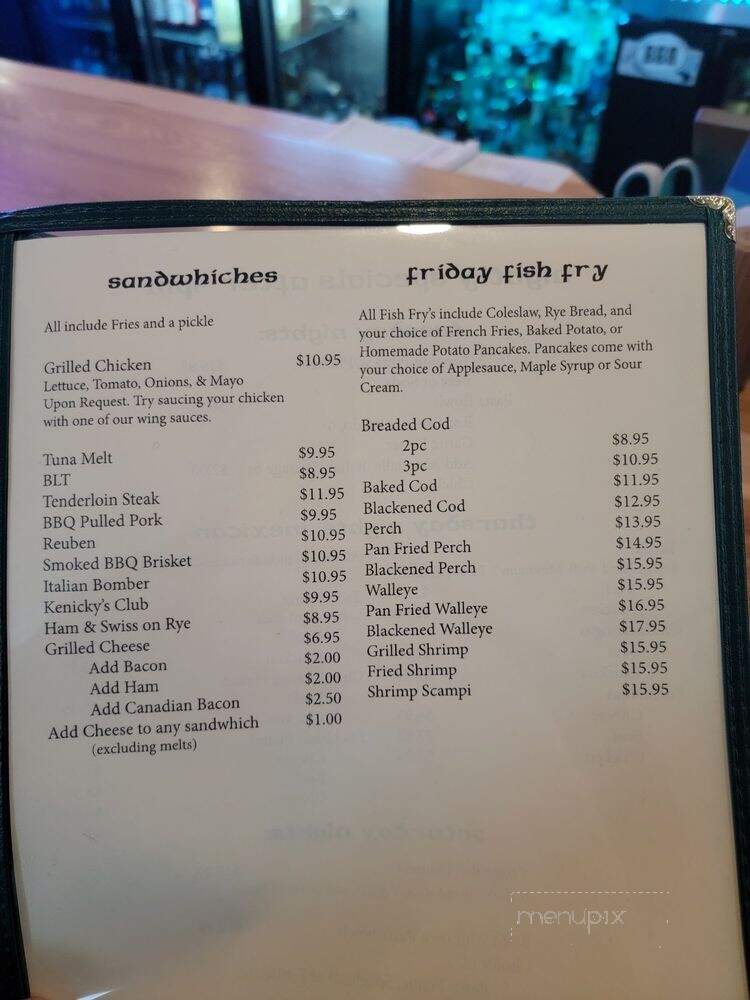 sandwhiches
All include Fries and a pickle
Grilled Chicken $10.95
Lettuce, Tomato, Onions, & Mayo
Upon Request. Try saucing your chicken
with one of our wing sauces.
Tuna Melt $9.95
BLT $8.95
Tenderloin Steak $11.95
BBQ Pulled Pork $9.95
Reuben $10.95
Smoked BBQ Brisket $10.95
Italian Bomber $10.95
Kenicky's Club $9.95
Ham & Swiss on Rye $8.95
Grilled Cheese $6.95
Add Bacon $2.00
Add Ham $2.00
Add Canadian Bacon $2.50
Add Cheese to any sandwhich $1.00
(excluding melts)
friday fish fry
All Fish Fry's include Coleslaw, Rye Bread, and
your choice of French Fries, Baked Potato, or
Homemade Potato Pancakes. Pancakes come with
your choice of Applesauce, Maple Syrup or Sour
Cream.
Breaded Cod
2pc $8.95
3pc $10.95
Baked Cod $11.95
Blackened Cod $12.95
Perch $13.95
Pan Fried Perch $14.95
Blackened Perch $15.95
Walleye $15.95
Pan Fried Walleye $16.95
Blackened Walleye $17.95
Grilled Shrimp $15.95
Fried Shrimp $15.95
Shrimp Scampi $15.95
menupix